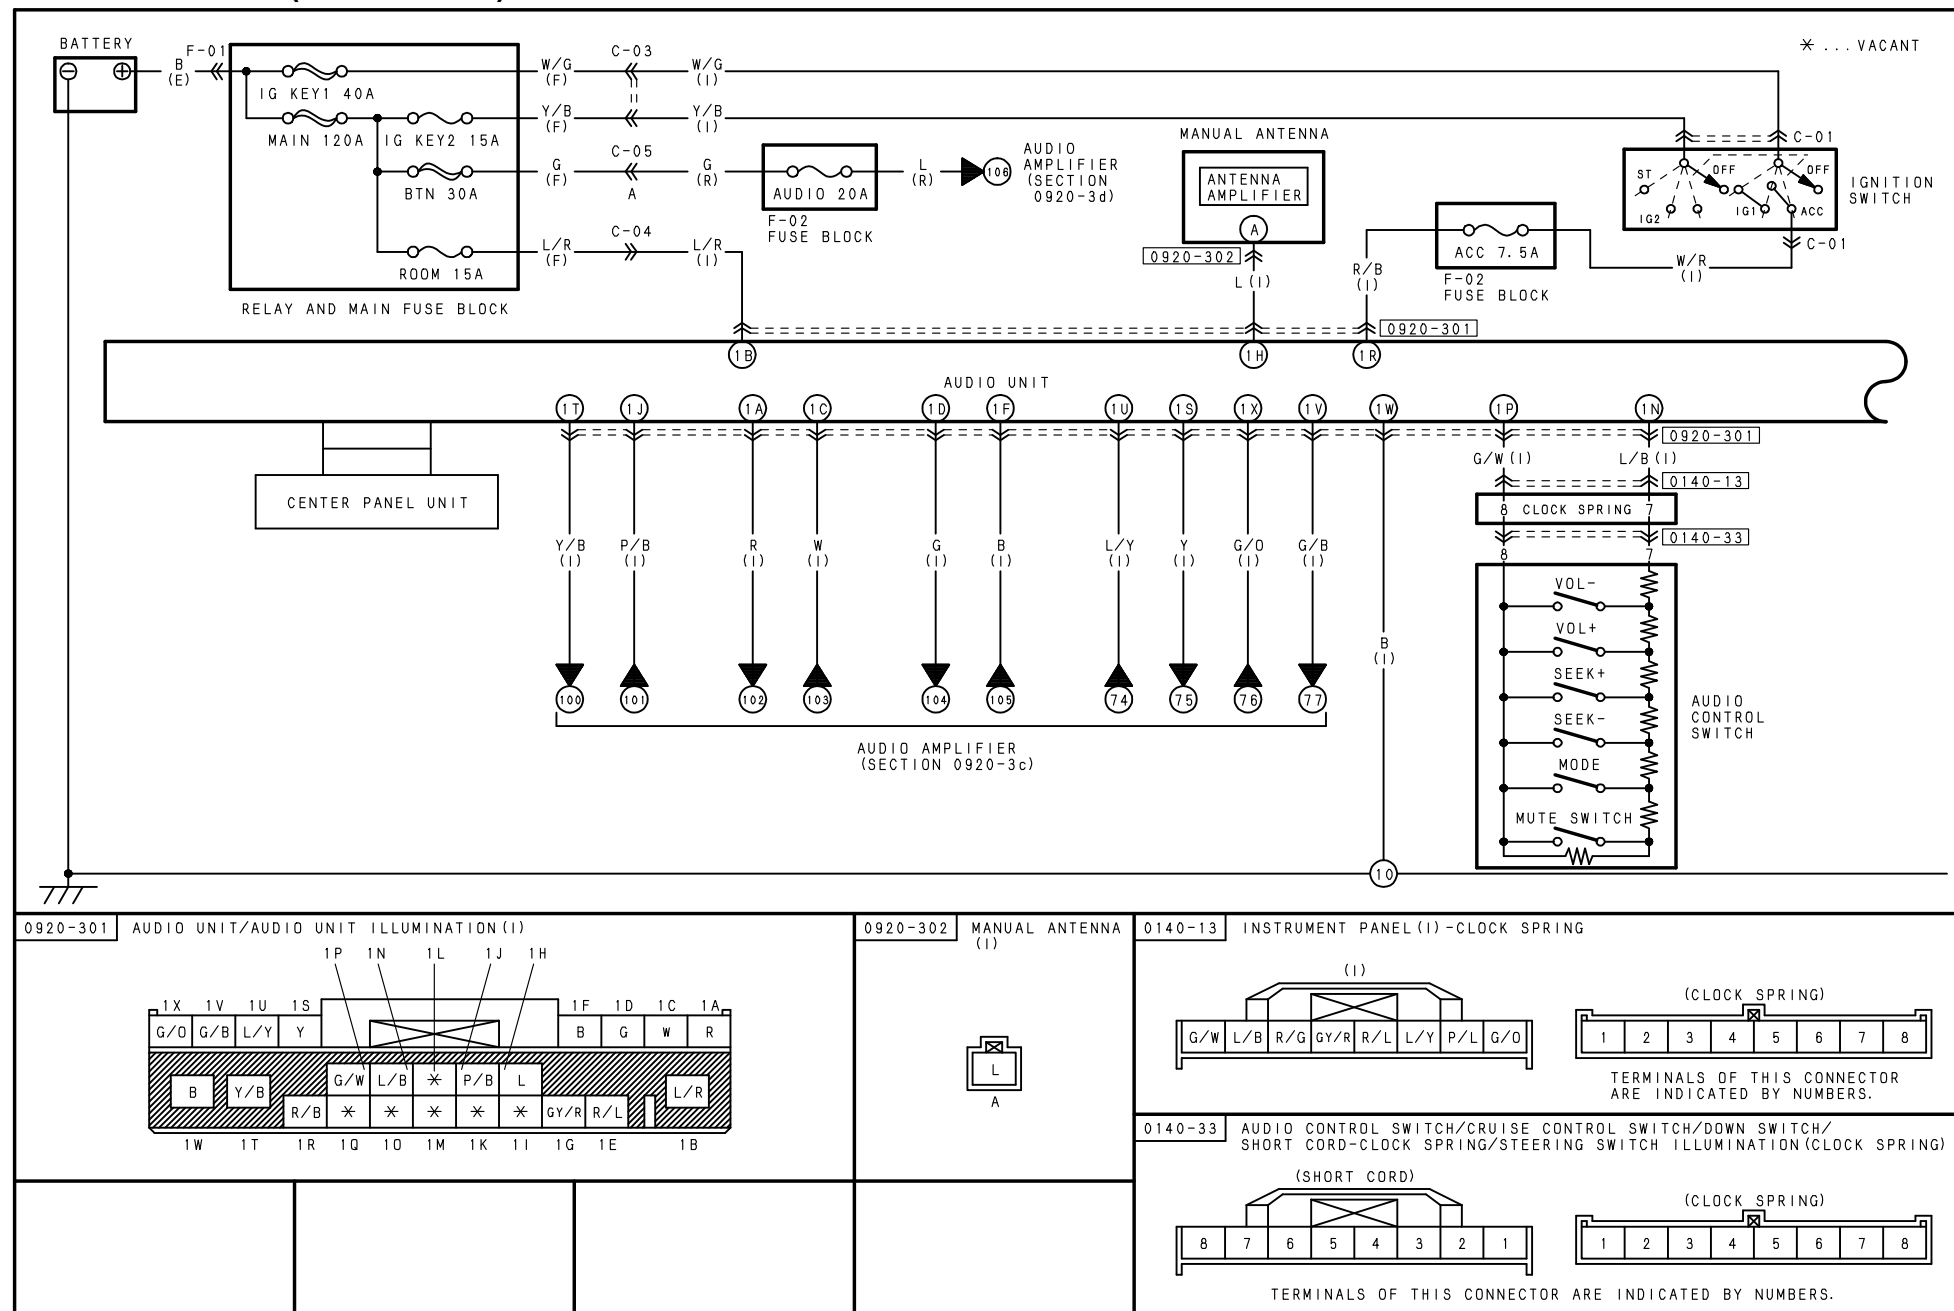 BATTERY
B
(E)
F-01
IG KEY1 40A
MAIN 120A
IG KEY2 15A
BTN 30A
ROOM 15A
RELAY AND MAIN FUSE BLOCK
W/G
(F)
Y/B
(F)
G
(F)
L/R
(F)
C-03
C-05
A
C-04
W/G
(I)
Y/B
(I)
G
(R)
L/R
(I)
AUDIO 20A
F-02
FUSE BLOCK
L
(R)
106
AUDIO
AMPLIFIER
(SECTION
0920-3d)
MANUAL ANTENNA
ANTENNA
AMPLIFIER
A
0920-302
L(I)
R/B
(I)
ACC 7.5A
F-02
FUSE BLOCK
W/R
(I)
✳ ... VACANT
C-01
ST
OFF
OFF
IG2
IG1
ACC
IGNITION
SWITCH
C-01
0920-301
1B
1H
1R
AUDIO UNIT
1T
1J
1A
1C
1D
1F
1U
1S
1X
1V
1W
1P
1N
0920-301
CENTER PANEL UNIT
G/W(I)
L/B(I)
0140-13
8 CLOCK SPRING 7
0140-33
8
7
Y/B
(I)
P/B
(I)
R
(I)
W
(I)
G
(I)
B
(I)
L/Y
(I)
Y
(I)
G/O
(I)
G/B
(I)
B
(I)
100
101
102
103
104
105
74
75
76
77
AUDIO AMPLIFIER
(SECTION 0920-3c)
VOL-
VOL+
SEEK+
SEEK-
MODE
MUTE SWITCH
AUDIO
CONTROL
SWITCH
10
0920-301 AUDIO UNIT/AUDIO UNIT ILLUMINATION(I)
1P 1N 1L 1J 1H
1X 1V 1U 1S 1F 1D 1C 1A
G/O G/B L/Y Y B G W R
B Y/B G/W L/B ✳ P/B L L/R
R/B ✳ ✳ ✳ ✳ ✳ GY/R R/L
1W 1T 1R 1Q 1O 1M 1K 1I 1G 1E 1B
0920-302 MANUAL ANTENNA
(I)
L
A
0140-13 INSTRUMENT PANEL(I)-CLOCK SPRING
(I)
G/W L/B R/G GY/R R/L L/Y P/L G/O
(CLOCK SPRING)
1 2 3 4 5 6 7 8
TERMINALS OF THIS CONNECTOR
ARE INDICATED BY NUMBERS.
0140-33 AUDIO CONTROL SWITCH/CRUISE CONTROL SWITCH/DOWN SWITCH/
SHORT CORD-CLOCK SPRING/STEERING SWITCH ILLUMINATION(CLOCK SPRING)
(SHORT CORD)
8 7 6 5 4 3 2 1
(CLOCK SPRING)
1 2 3 4 5 6 7 8
TERMINALS OF THIS CONNECTOR ARE INDICATED BY NUMBERS.